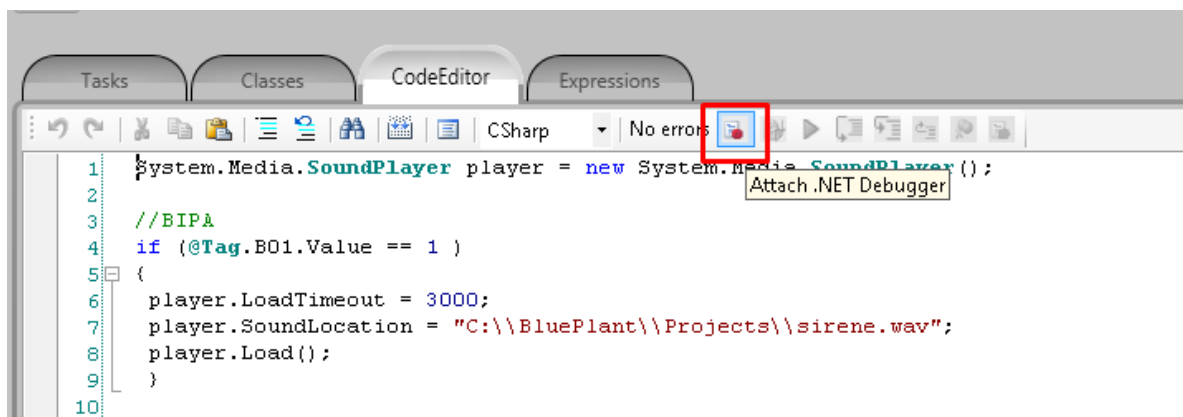 Tasks Classes CodeEditor Expressions
CSharp No errors
Attach .NET Debugger
1 System.Media.SoundPlayer player = new System.Media.SoundPlayer();
2
3 //BIPA
4 if (@Tag.BO1.Value == 1 )
5 {
6 player.LoadTimeout = 3000;
7 player.SoundLocation = "C:\\BluePlant\\Projects\\sirene.wav";
8 player.Load();
9 }
10